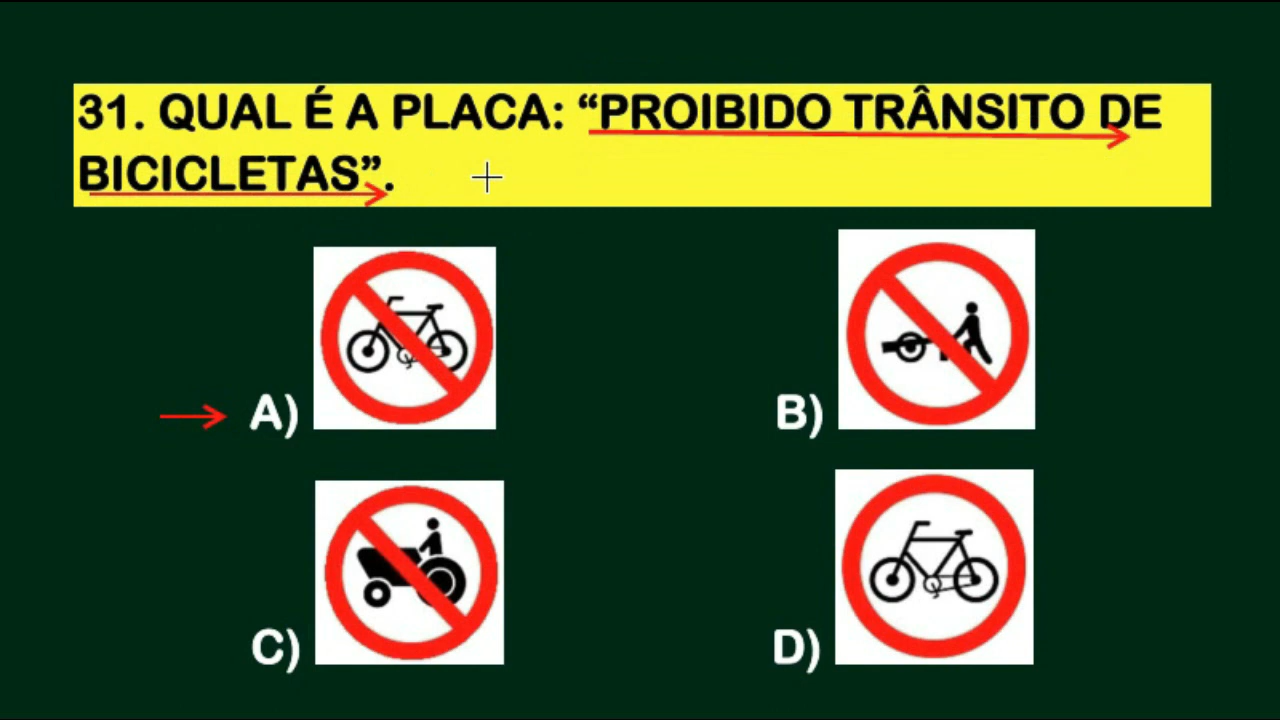 31. QUAL É A PLACA: “PROIBIDO TRÂNSITO DE
BICICLETAS”.
A)
B)
C)
D)